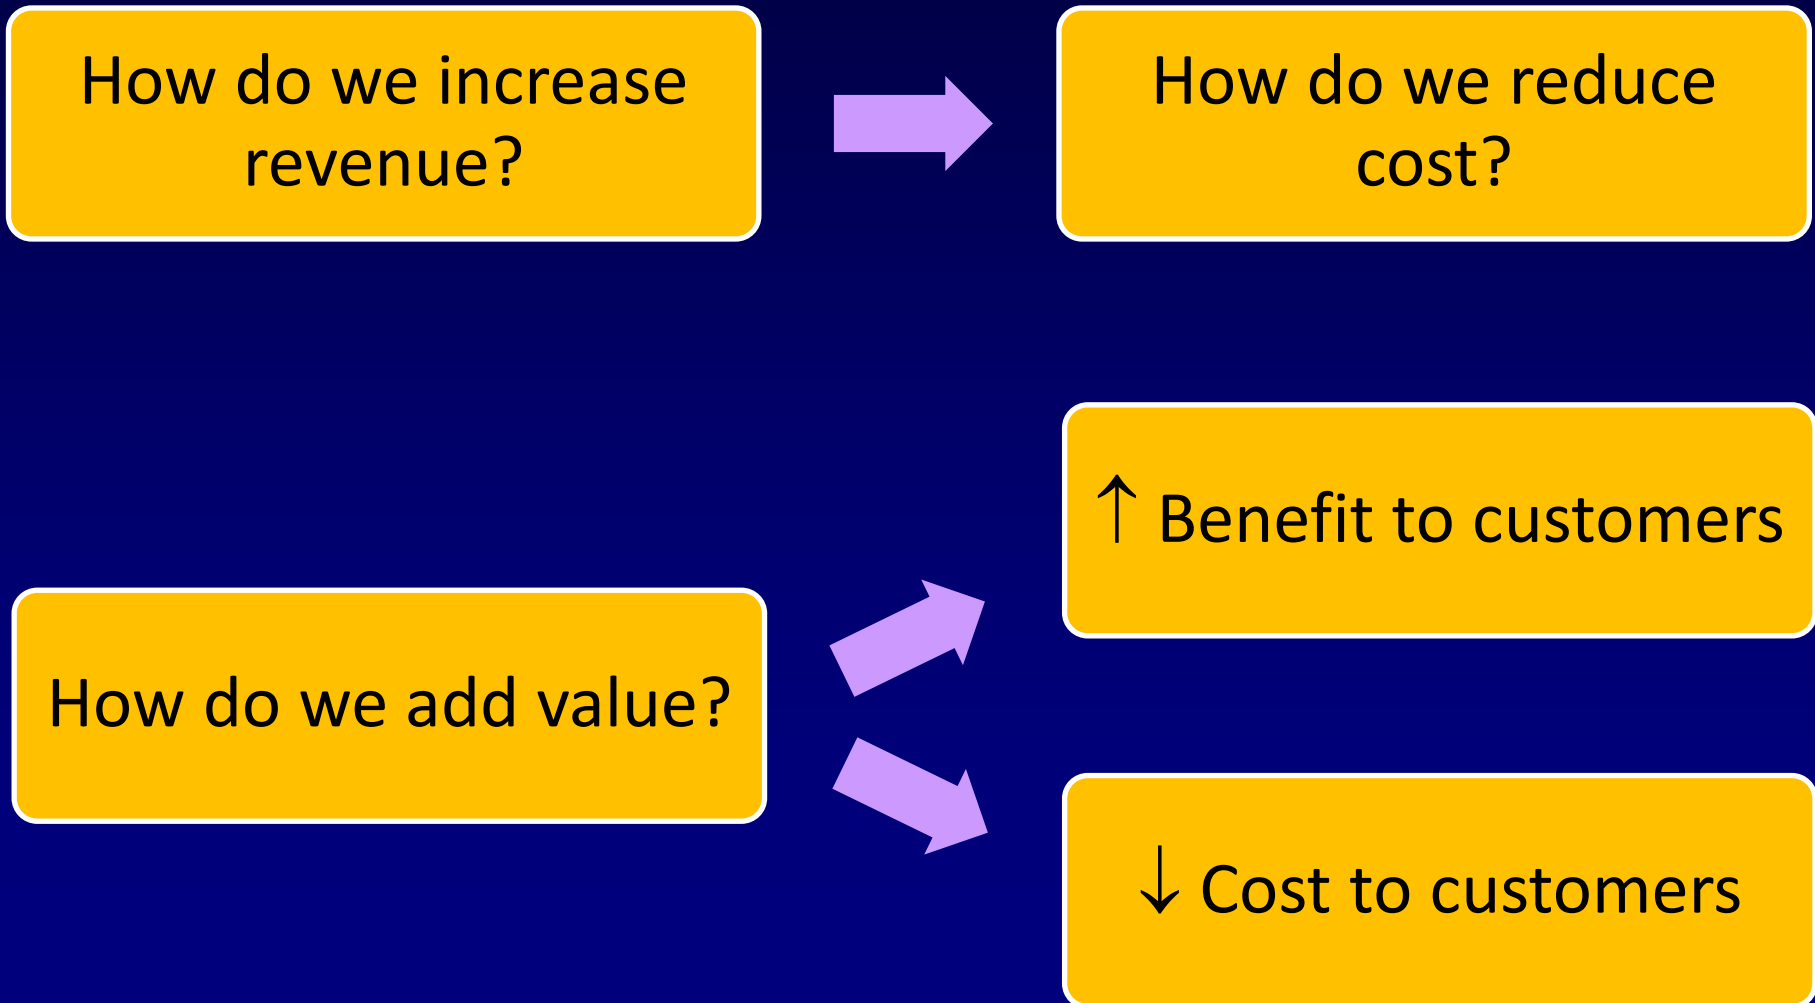 How do we increase
revenue?
How do we reduce
cost?
↑ Benefit to customers
How do we add value?
↓ Cost to customers